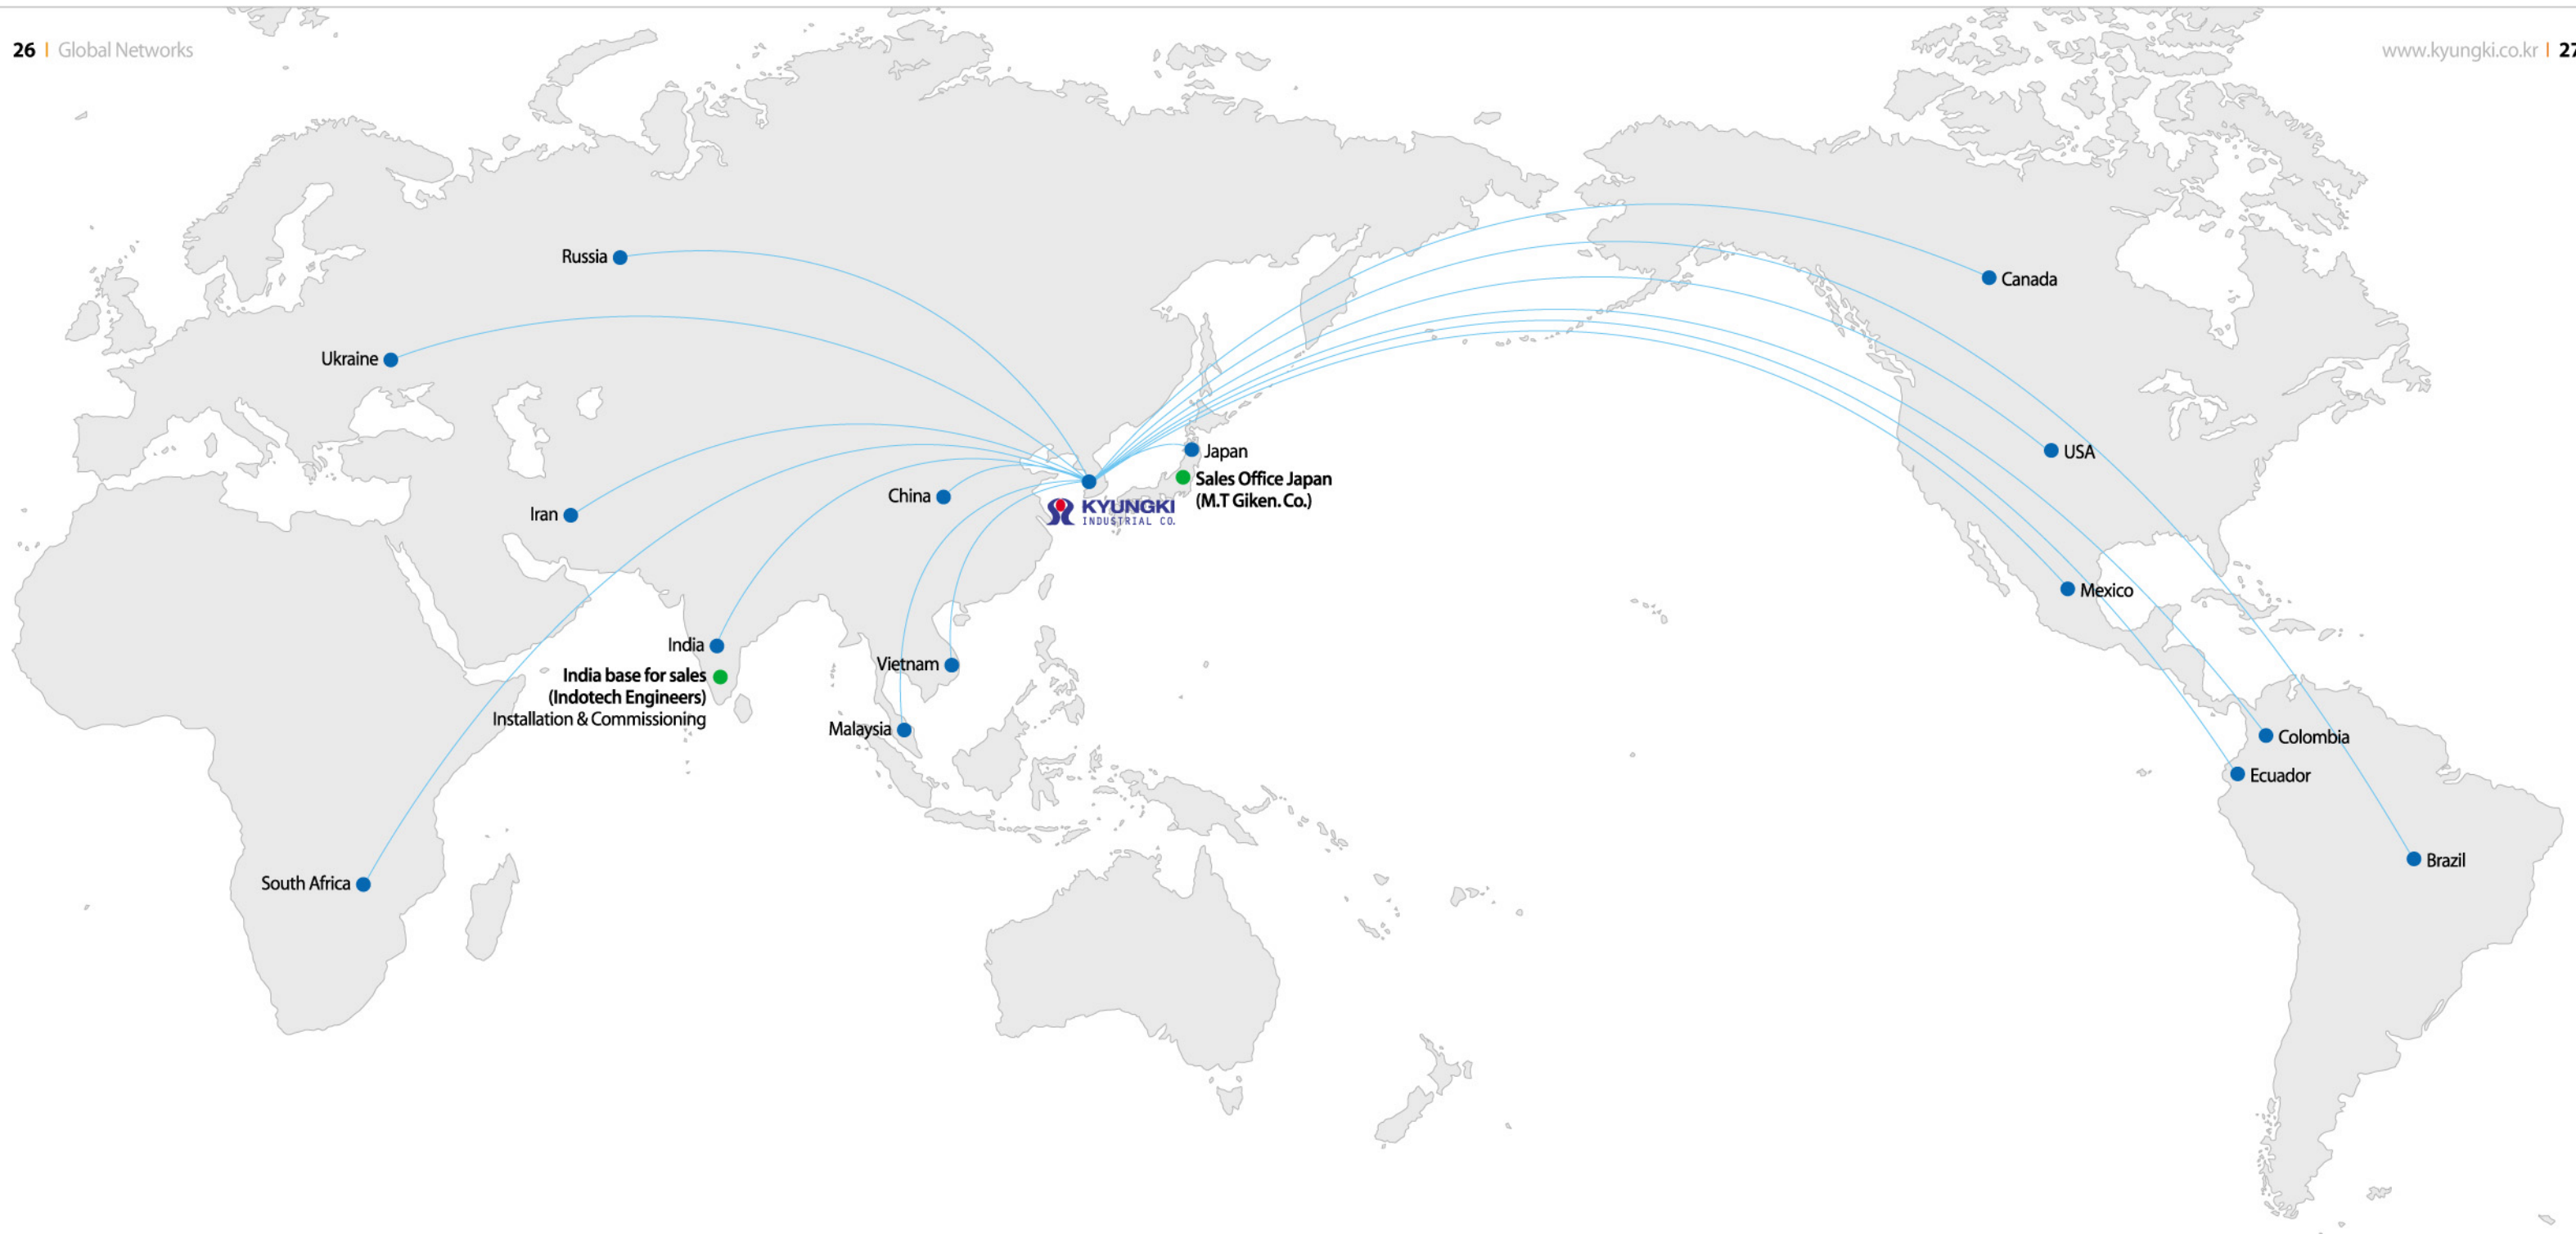 26 | Global Networks
www.kyungki.co.kr | 27
Russia
Canada
Ukraine
Japan
USA
Sales Office Japan
(M.T Giken. Co.)
China
KYUNGKI
INDUSTRIAL CO.
Iran
Mexico
India
Vietnam
India base for sales
(Indotech Engineers)
Installation & Commissioning
Malaysia
Colombia
Ecuador
Brazil
South Africa